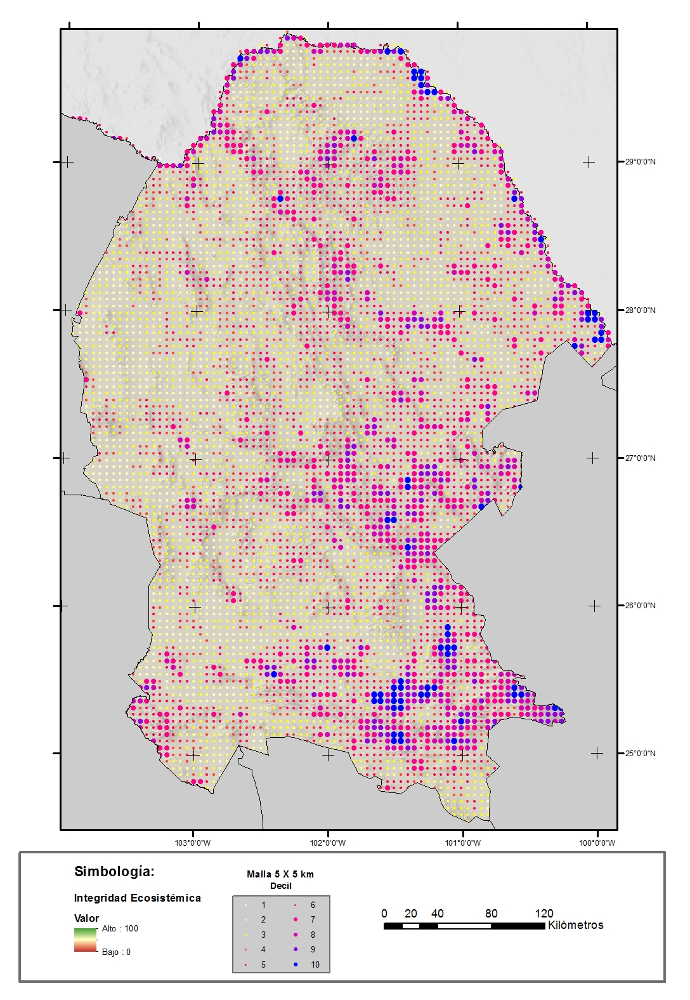 29°0'0"N
28°0'0"N
27°0'0"N
26°0'0"N
25°0'0"N
103°0'0"W 102°0'0"W 101°0'0"W 100°0'0"W
Simbología:
Integridad Ecosistémica
Valor
Alto : 100
Bajo : 0
Malla 5 X 5 km
Decil
1 6
2 7
3 8
4 9
5 10
0 20 40 80 120
Kilómetros